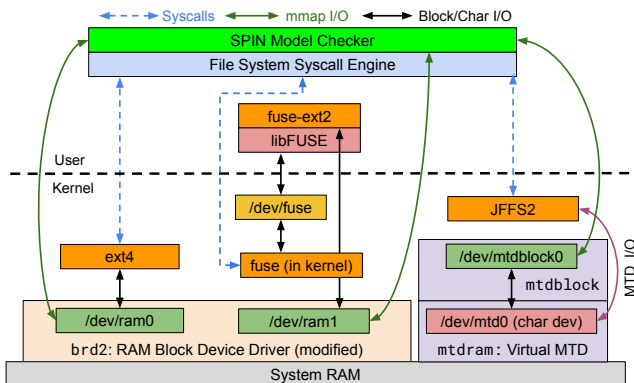 Syscalls mmap I/O Block/Char I/O
SPIN Model Checker
File System Syscall Engine
fuse-ext2
libFUSE
User
Kernel
/dev/fuse
JFFS2
ext4
fuse (in kernel)
/dev/mtdblock0
mtdblock
MTD I/O
/dev/ram0
/dev/ram1
/dev/mtd0 (char dev)
brd2: RAM Block Device Driver (modified)
mtdram: Virtual MTD
System RAM